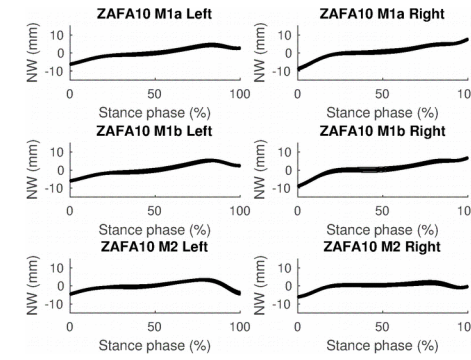 ZAFA10 M1a Left
ZAFA10 M1a Right
NW (mm)
10
0
-10
0
50
100
Stance phase (%)
NW (mm)
10
0
-10
0
50
10
Stance phase (%)
ZAFA10 M1b Left
ZAFA10 M1b Right
NW (mm)
10
0
-10
0
50
100
Stance phase (%)
NW (mm)
10
0
-10
0
50
10
Stance phase (%)
ZAFA10 M2 Left
ZAFA10 M2 Right
NW (mm)
10
0
-10
0
50
100
Stance phase (%)
NW (mm)
10
0
-10
0
50
10
Stance phase (%)